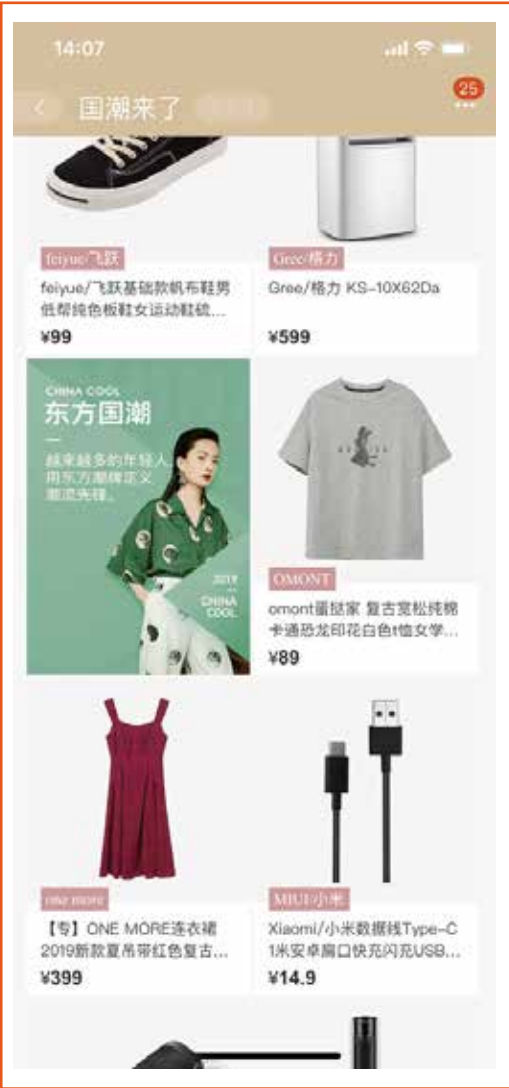 14:07
国潮来了
25
feiyue/飞跃
Gree/格力
feiyue/飞跃基础款帆布鞋男
低帮纯色板鞋女运动鞋硫...
¥99
Gree/格力 KS-10X62Da
¥599
CHINA COOL
东方国潮
越来越多的年轻人
用东方潮牌定义
潮流先锋。
2019
CHINA
COOL
OMONT
omont蛋挞家 复古宽松纯棉
卡通恐龙印花白色t恤女学...
¥89
one more
MIUI/小米
【专】ONE MORE连衣裙
2019新款夏吊带红色复古...
¥399
Xiaomi/小米数据线Type-C
1米安卓扁口快充闪充USB...
¥14.9